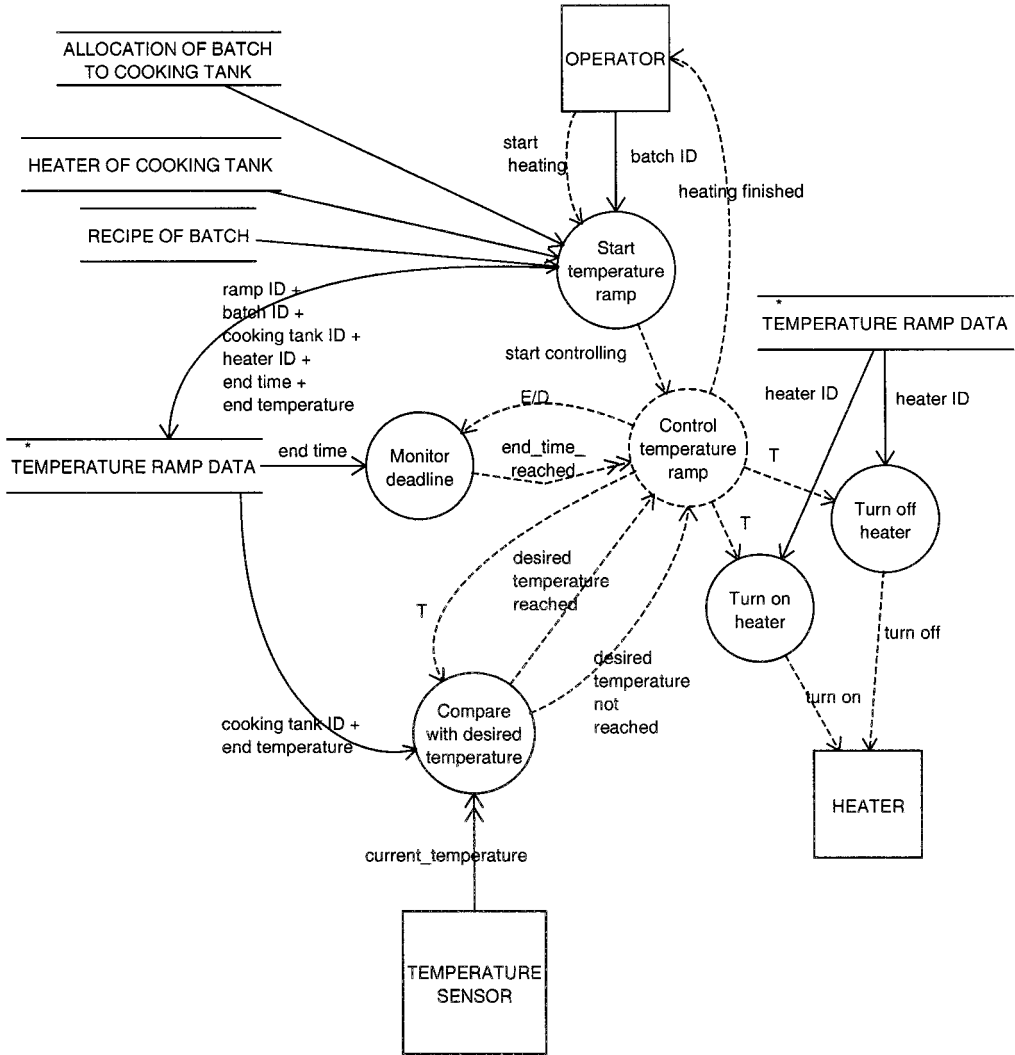 ALLOCATION OF BATCH
TO COOKING TANK
OPERATOR
HEATER OF COOKING TANK
start
heating
batch ID
heating finished
RECIPE OF BATCH
Start
temperature
ramp
ramp ID +
batch ID +
cooking tank ID +
heater ID +
end time +
end temperature
*
TEMPERATURE RAMP DATA
start controlling
heater ID
heater ID
E/D
Control
temperature
ramp
*
TEMPERATURE RAMP DATA
end time
Monitor
deadline
end_time_
reached
T
T
Turn off
heater
desired
temperature
reached
T
Turn on
heater
turn off
desired
temperature
not
reached
turn on
cooking tank ID +
end temperature
Compare
with desired
temperature
HEATER
current_temperature
TEMPERATURE
SENSOR